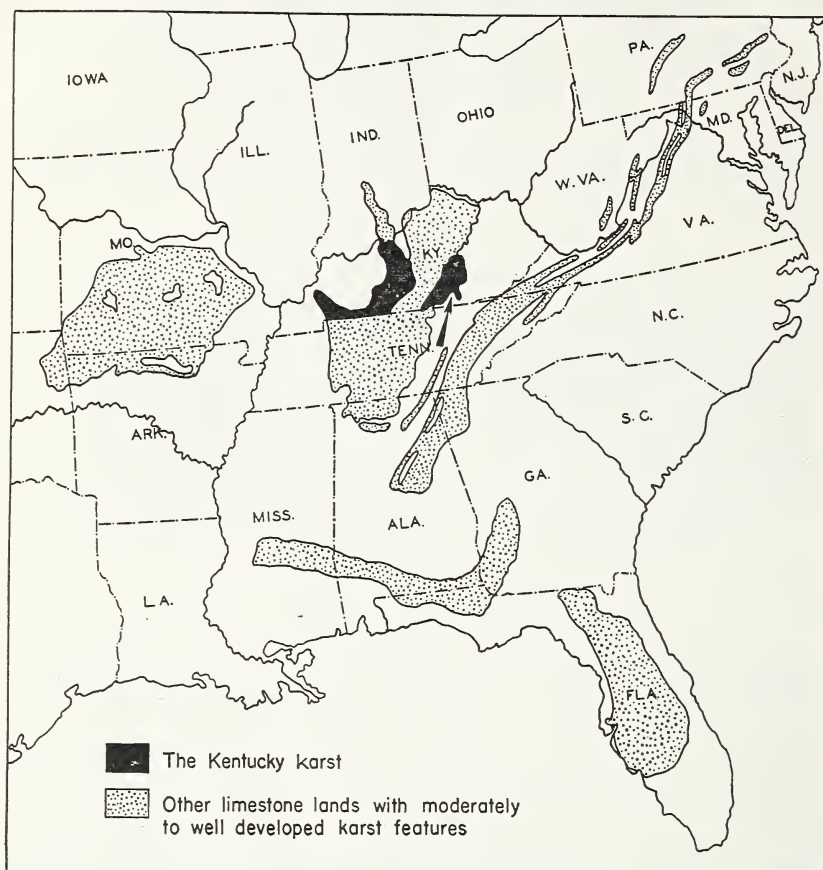 PA.
IOWA
N.J.
OHIO
IND.
MD.
DEL.
ILL.
W.VA.
VA.
MO.
KY.
N.C.
TENN.
S.C.
ARK.
GA.
MISS.
ALA.
LA.
FLA.
The Kentucky karst
Other limestone lands with moderately
to well developed karst features